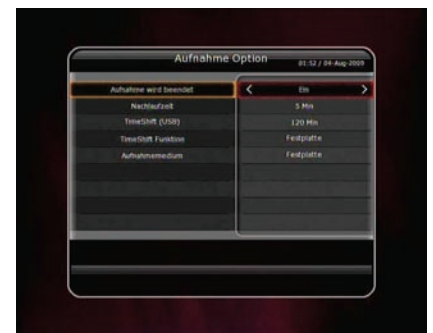 Aufnahme Option
01:52 / 04-Aug-2009
Aufnahme wird beendet < Ein >
Nachlaufzeit 5 Min
TimeShift (USB) 120 Min
TimeShift Funktion Festplatte
Aufnahmemedium Festplatte